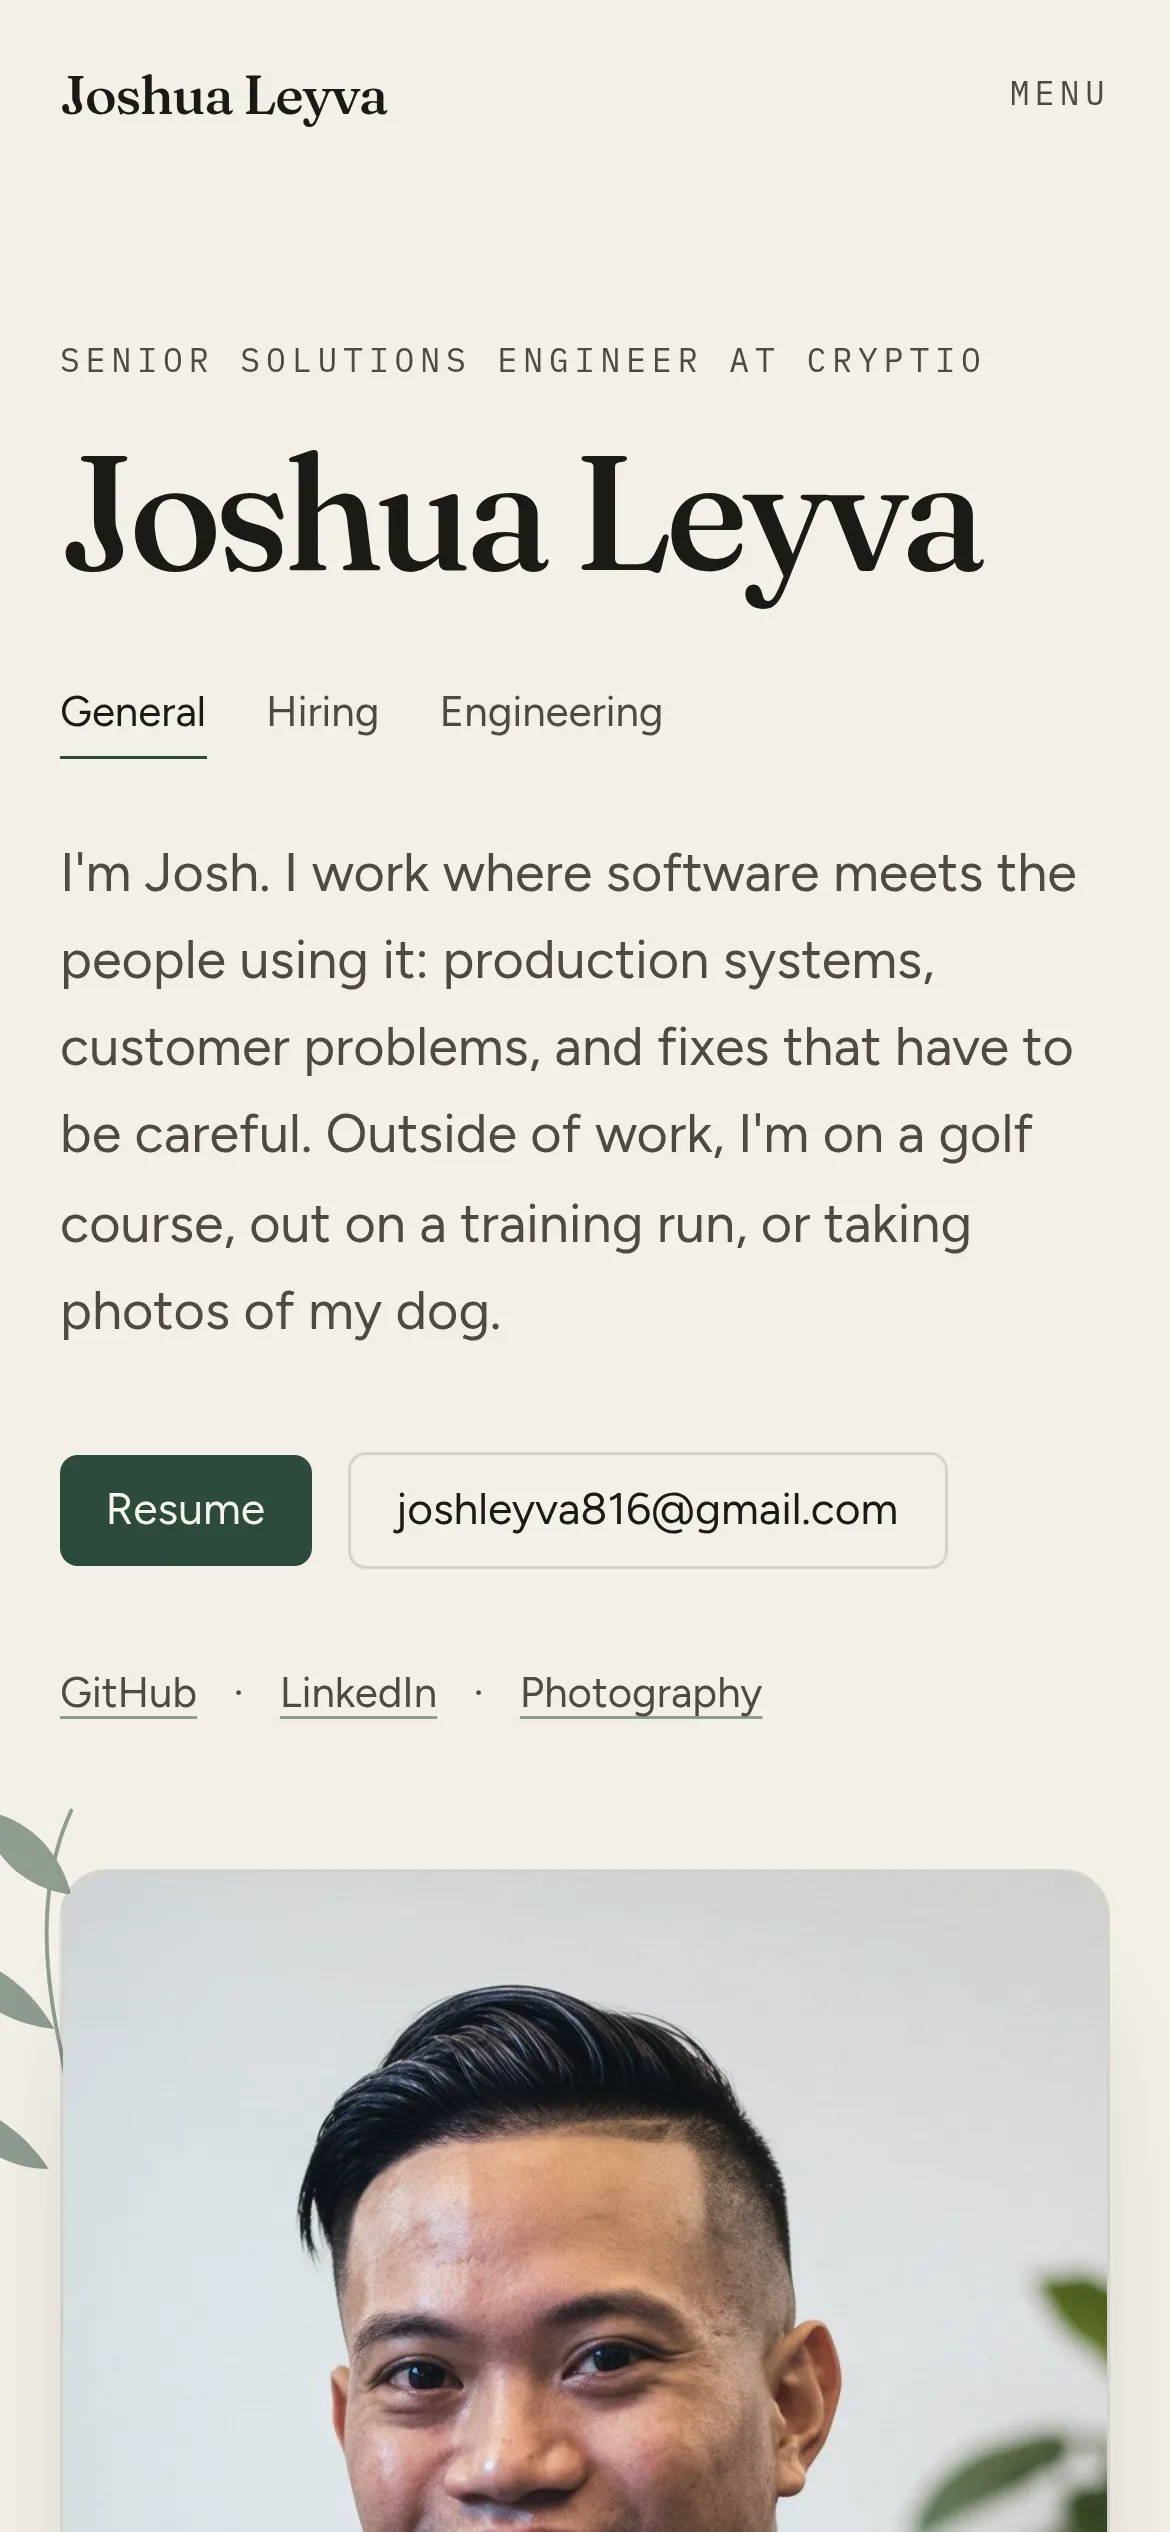 Joshua Leyva
MENU
SENIOR SOLUTIONS ENGINEER AT CRYPTIO
Joshua Leyva
General Hiring Engineering
I'm Josh. I work where software meets the
people using it: production systems,
customer problems, and fixes that have to
be careful. Outside of work, I'm on a golf
course, out on a training run, or taking
photos of my dog.
Resume
joshleyva816@gmail.com
GitHub · LinkedIn · Photography